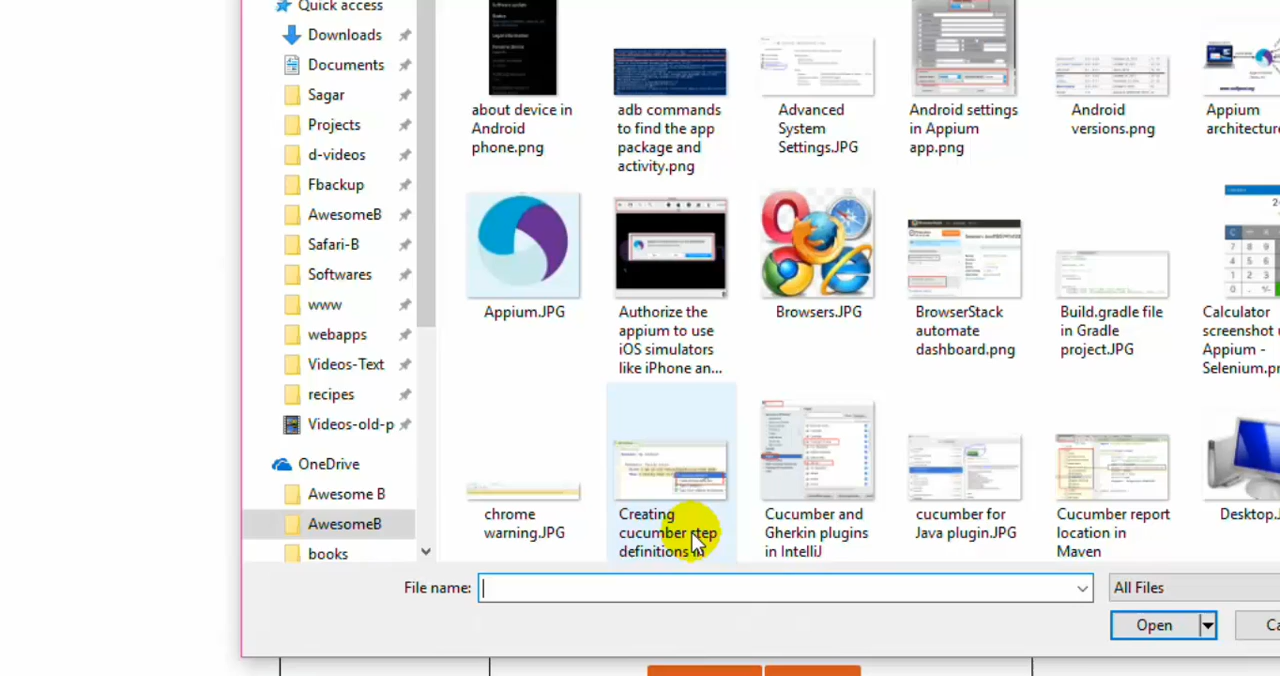 Quick access
Downloads
Documents
Sagar
Projects
d-videos
Fbackup
AwesomeB
Safari-B
Softwares
www
webapps
Videos-Text
recipes
Videos-old-p
OneDrive
Awesome B
AwesomeB
books
about device in
Android
phone.png
adb commands
to find the app
package and
activity.png
Advanced
System
Settings.JPG
Android settings
in Appium
app.png
Android
versions.png
Appium
architectur
Appium.JPG
Authorize the
appium to use
iOS simulators
like iPhone an...
Browsers.JPG
BrowserStack
automate
dashboard.png
Build.gradle file
in Gradle
project.JPG
Calculator
screenshot
Appium -
Selenium.p
chrome
warning.JPG
Creating
cucumber step
definitions
Cucumber and
Gherkin plugins
in IntelliJ
cucumber for
Java plugin.JPG
Cucumber report
location in
Maven
Desktop.
File name:
All Files
Open
Ca